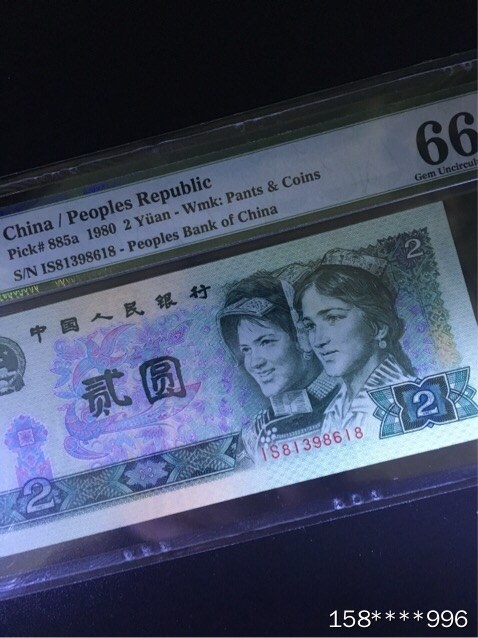 66
Gem Uncircul
China / Peoples Republic
Pick# 885a 1980 2 Yüan - Wmk: Pants & Coins
S/N IS81398618 - Peoples Bank of China
中国人民银行
2
贰圆
IS81398618
2
2
158****996